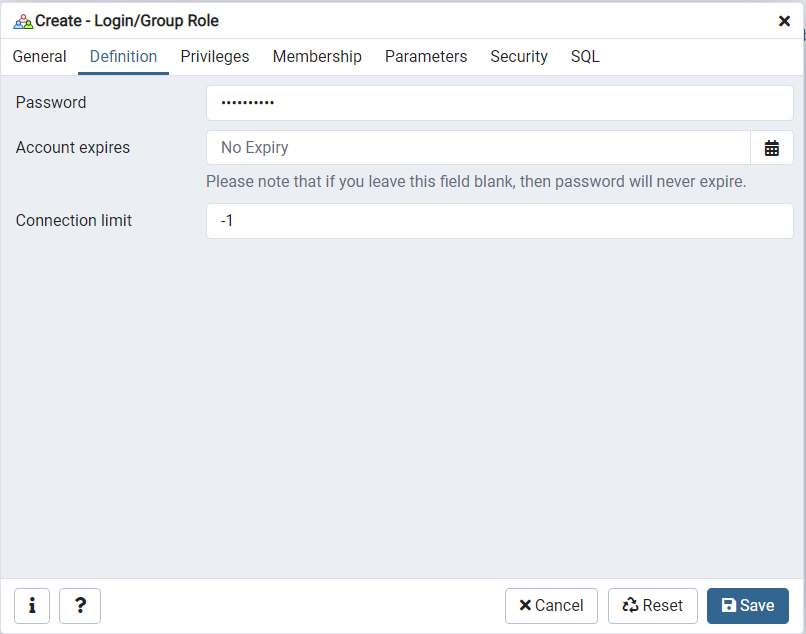 Create - Login/Group Role
General Definition Privileges Membership Parameters Security SQL
Password ••••••••••
Account expires No Expiry
Please note that if you leave this field blank, then password will never expire.
Connection limit -1
i ? Cancel Reset Save